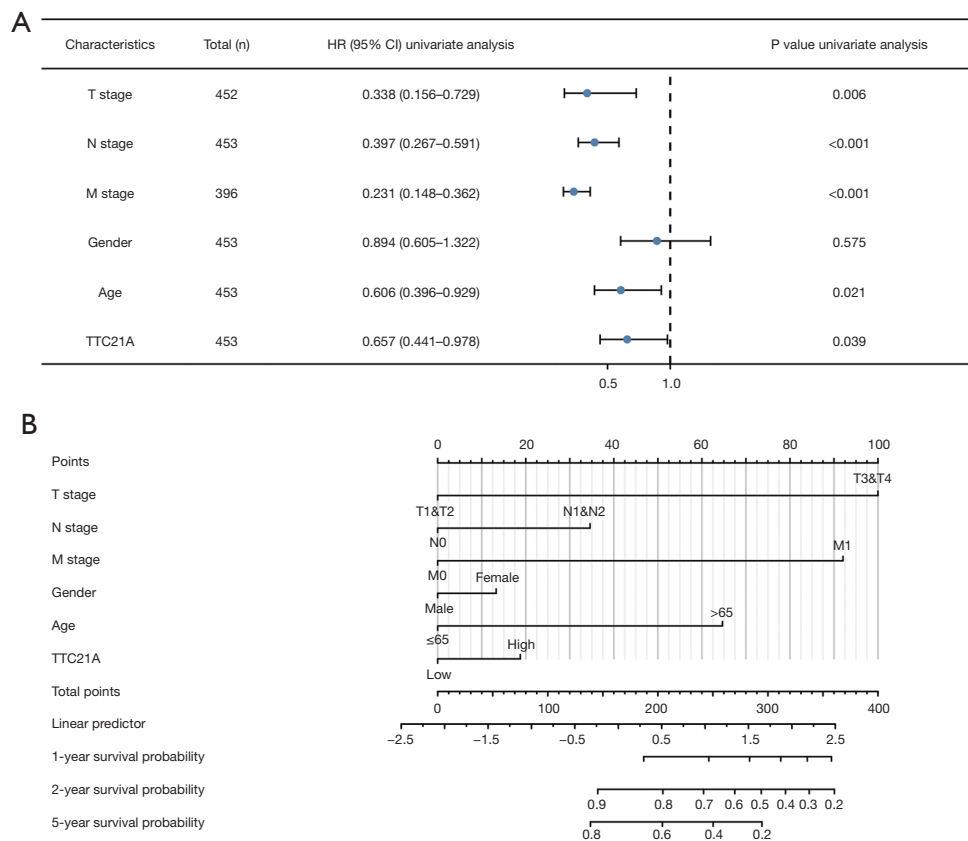 A
Characteristics Total (n) HR (95% CI) univariate analysis P value univariate analysis
T stage 452 0.338 (0.156–0.729) 0.006
N stage 453 0.397 (0.267–0.591) <0.001
M stage 396 0.231 (0.148–0.362) <0.001
Gender 453 0.894 (0.605–1.322) 0.575
Age 453 0.606 (0.396–0.929) 0.021
TTC21A 453 0.657 (0.441–0.978) 0.039
0.5 1.0
B
0 20 40 60 80 100
Points
T3&T4
T stage
T1&T2 N1&N2
N stage
N0 M1
M stage
M0 Female
Gender
Male >65
Age
≤65 High
TTC21A
Low
Total points
0 100 200 300 400
Linear predictor
−2.5 −1.5 −0.5 0.5 1.5 2.5
1-year survival probability
2-year survival probability
0.9 0.8 0.7 0.6 0.5 0.4 0.3 0.2
5-year survival probability
0.8 0.6 0.4 0.2